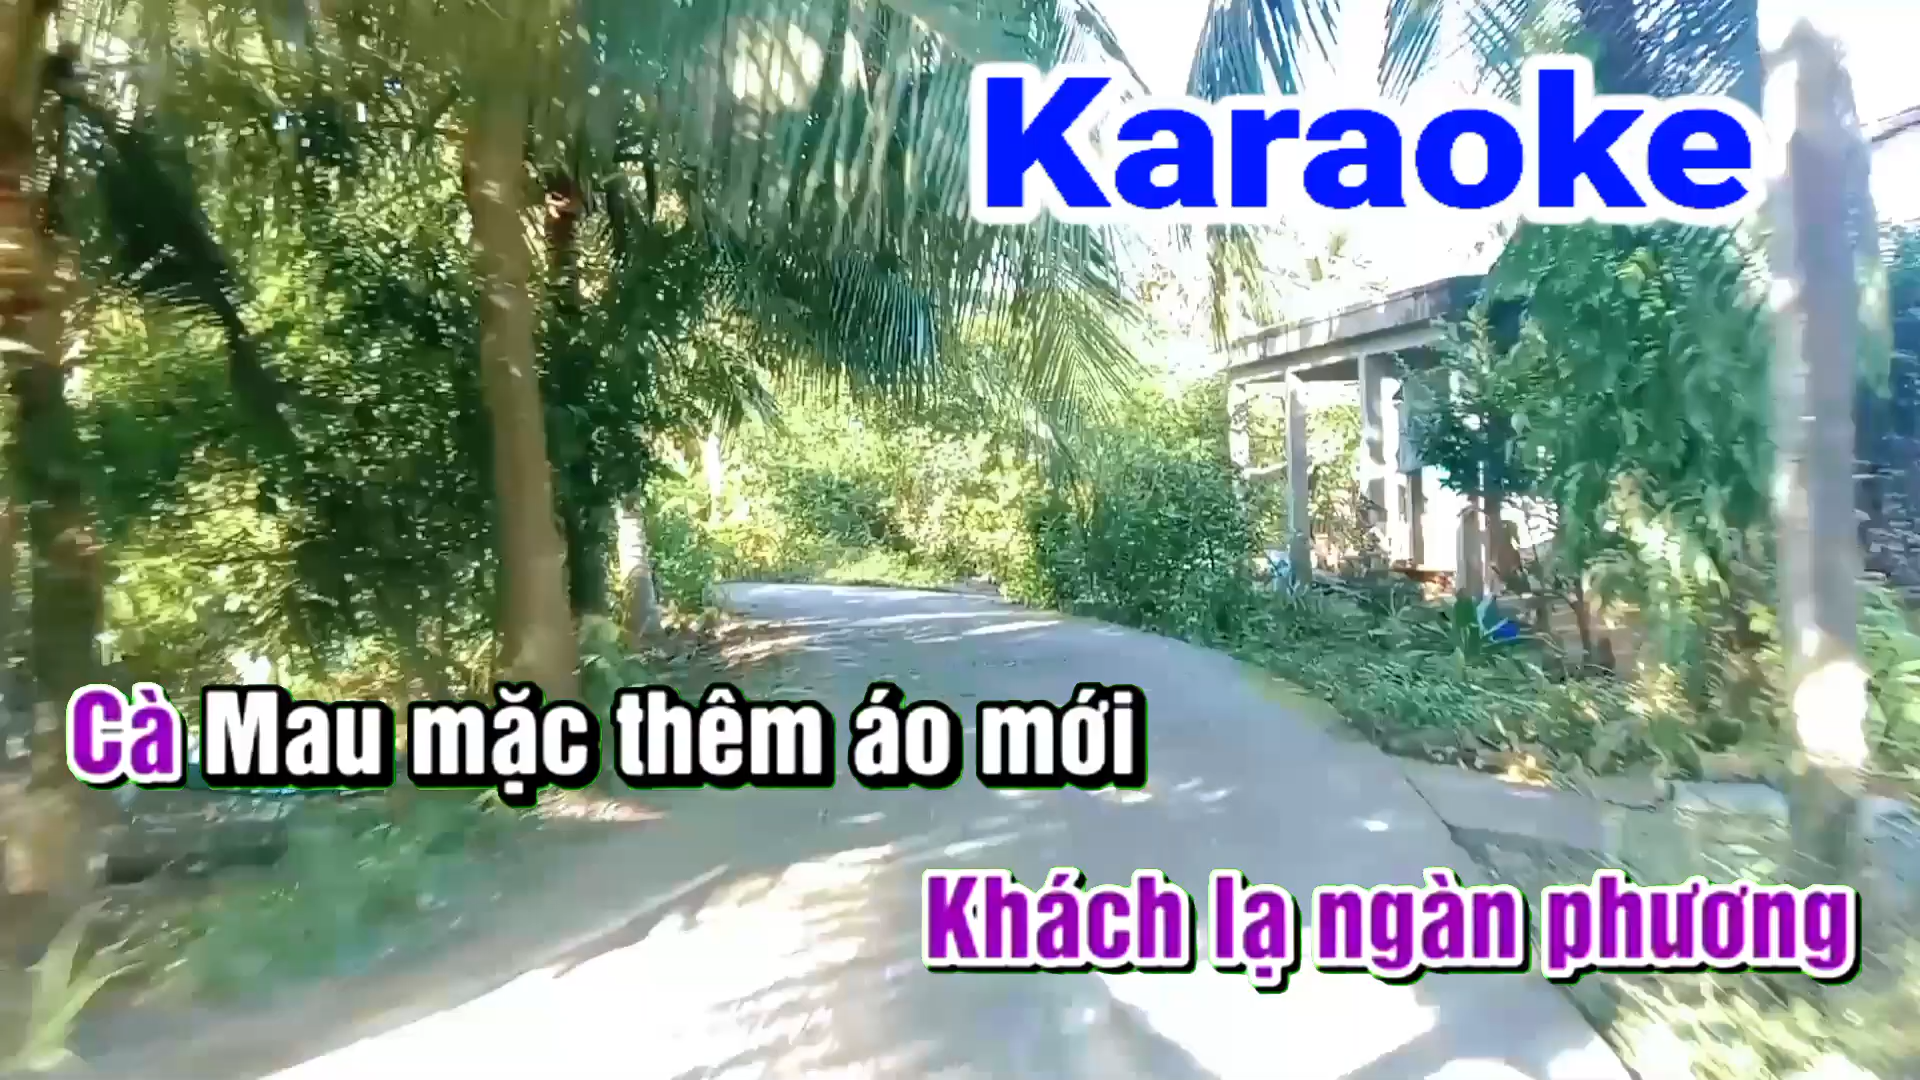 Karaoke
Cà Mau mặc thêm áo mới
Khách lạ ngàn phương